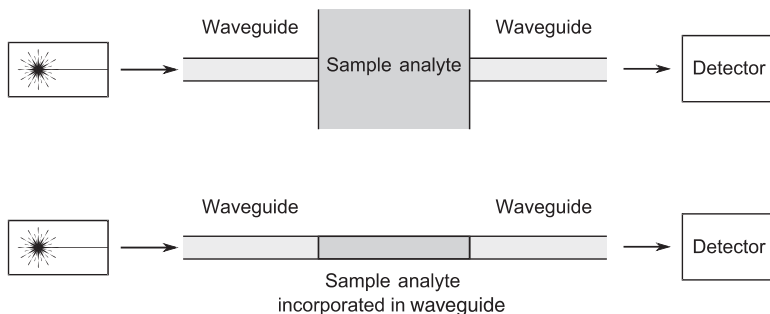 Waveguide
Waveguide
Sample analyte
Detector
Waveguide
Waveguide
Detector
Sample analyte
incorporated in waveguide